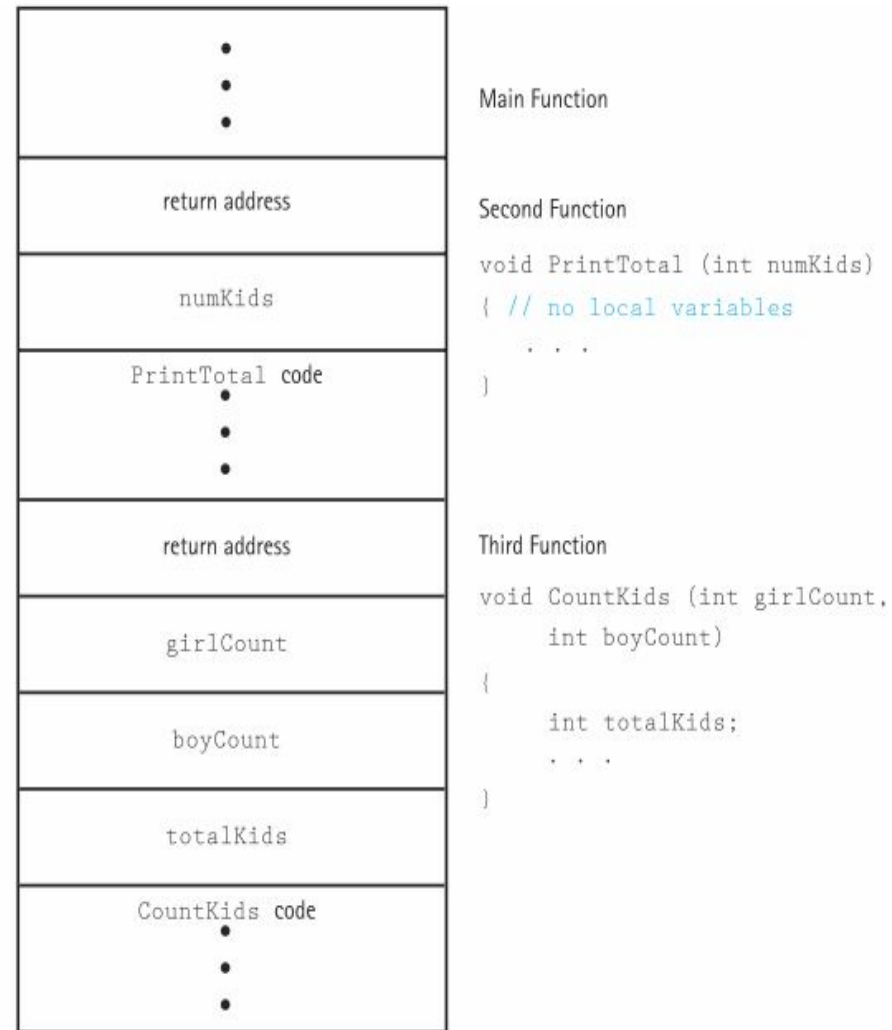 Main Function
return address
Second Function
void PrintTotal (int numKids)
numKids
{ // no local variables
. . .
PrintTotal code
}
return address
Third Function
void CountKids (int girlCount,
int boyCount)
girlCount
{
int totalKids;
boyCount
. . .
}
totalKids
CountKids code